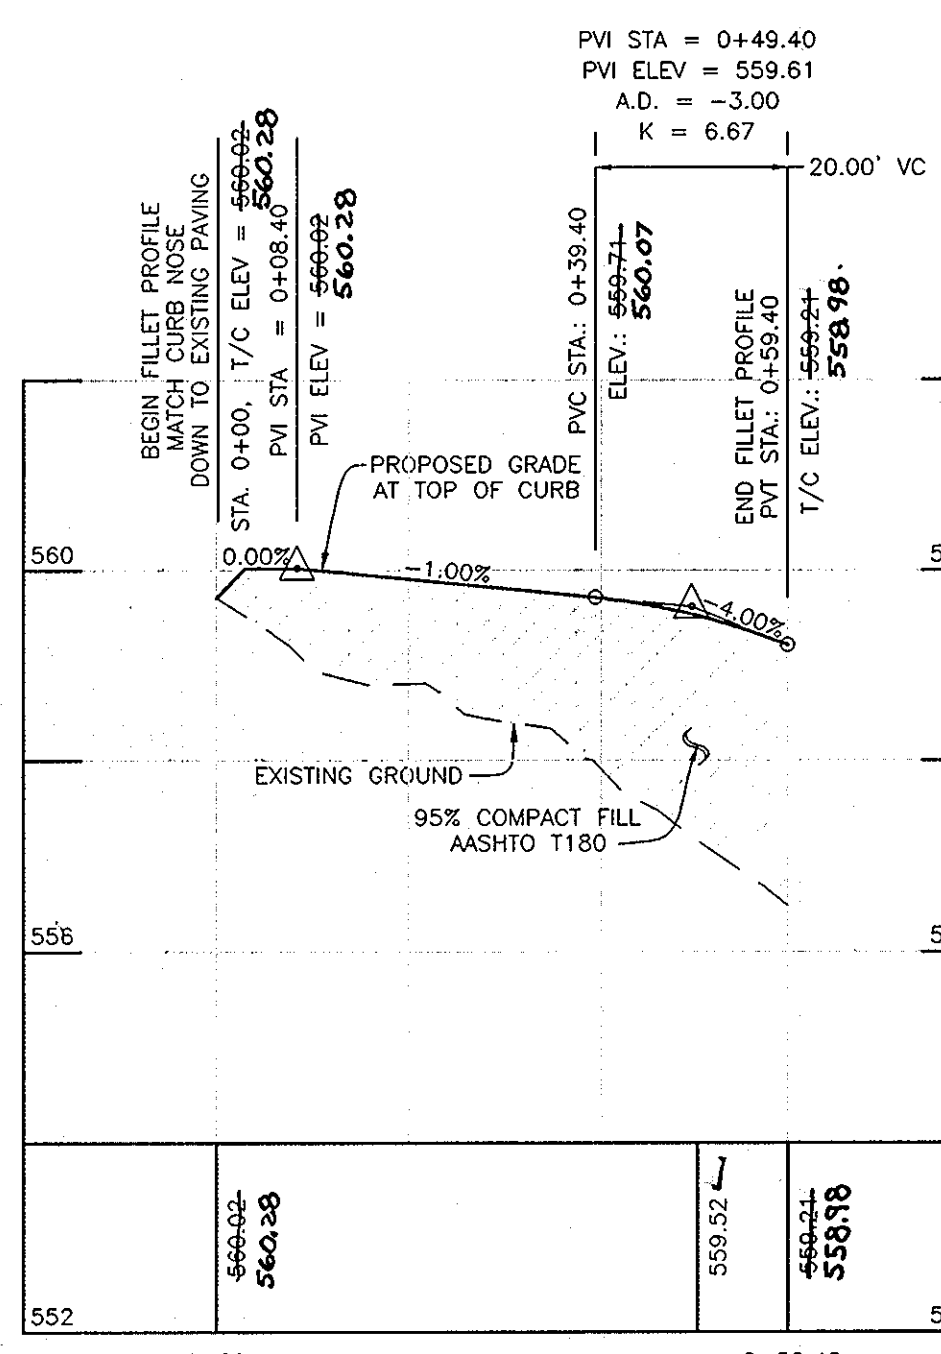 PVI STA = 0+49.40
PVI ELEV = 559.61
A.D. = -3.00
K = 6.67
20.00' VC
BEGIN FILLET PROFILE
MATCH CURB NOSE
DOWN TO EXISTING PAVING
STA. 0+00, T/C ELEV = 560.02
560.28
PVI STA = 0+08.40
PVI ELEV = 560.02
560.28
PVC STA.: 0+39.40
ELEV.: 559.71
560.07
END FILLET PROFILE
PVT STA.: 0+59.40
T/C ELEV.: 559.21
558.98.
PROPOSED GRADE
AT TOP OF CURB
560
0.00%
-1.00%
-4.00%
5
EXISTING GROUND
95% COMPACT FILL
AASHTO T180
556
5
560.02
560.28
559.52
559.21
558.98
552
5